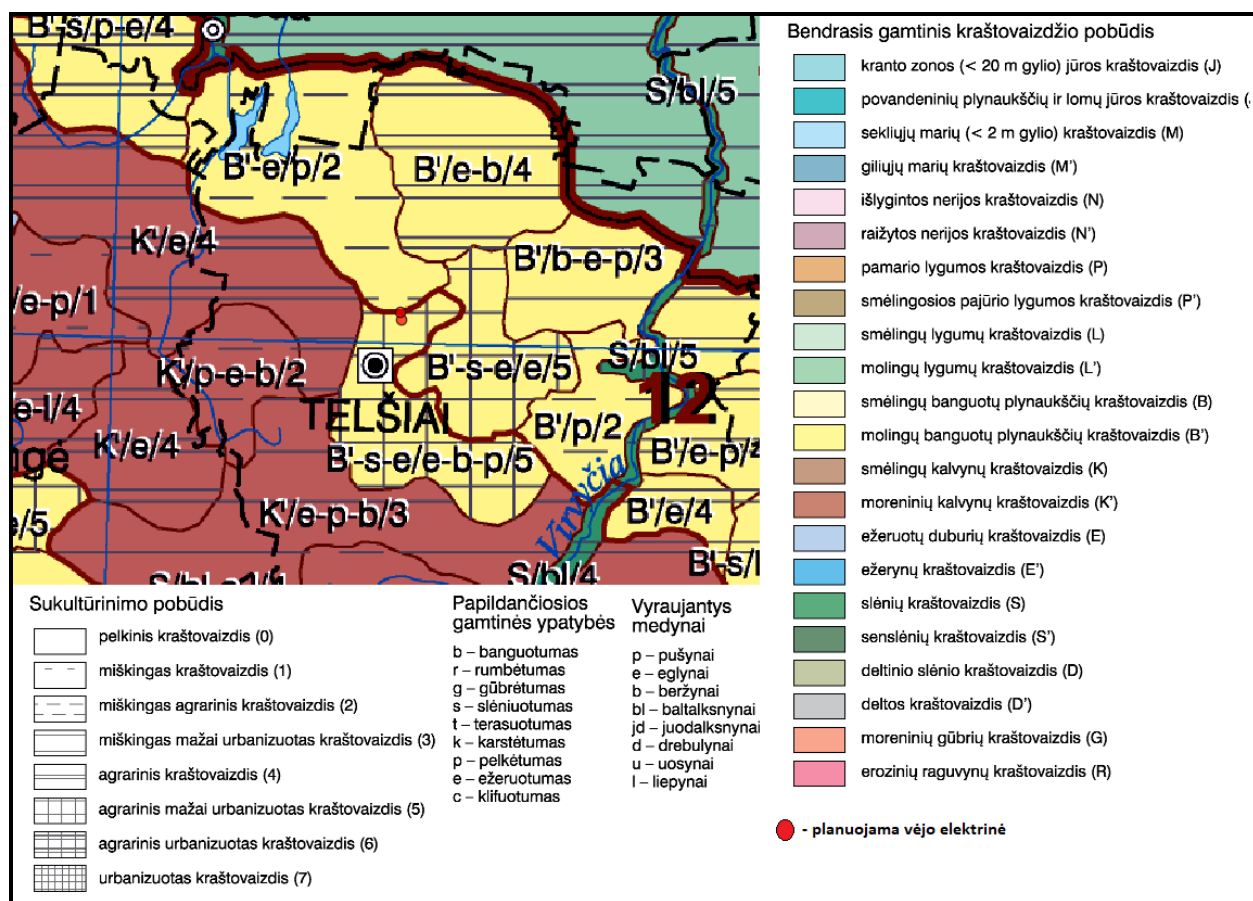 B'-s/p-e/4
S/bl/5
B'-e/p/2
B'/e-b/4
K'/e/4
B'/b-e-p/3
/e-p/1
K'/p-e-b/2
B'-s-e/e/5
S/bl/5
12
e-l/4
TELŠIAI
K'/e/4
B'/p/2
ngė
B'-s-e/e-b-p/5
B'/e-p/2
Virvyčia
e/5
K'/e-p-b/3
B'/e/4
B'-s/l
S/bl/4
Bendrasis gamtinis kraštovaizdžio pobūdis
kranto zonos (< 20 m gylio) jūros kraštovaizdis (J)
povandeninių plynaukščių ir lomų jūros kraštovaizdis (
sekliųjų marių (< 2 m gylio) kraštovaizdis (M)
giliųjų marių kraštovaizdis (M')
išlygintos nerijos kraštovaizdis (N)
raižytos nerijos kraštovaizdis (N')
pamario lygumos kraštovaizdis (P)
smėlingosios pajūrio lygumos kraštovaizdis (P')
smėlingų lygumų kraštovaizdis (L)
molingų lygumų kraštovaizdis (L')
smėlingų banguotų plynaukščių kraštovaizdis (B)
molingų banguotų plynaukščių kraštovaizdis (B')
smėlingų kalvynų kraštovaizdis (K)
moreninių kalvynų kraštovaizdis (K')
ežeruotų duburių kraštovaizdis (E)
ežerynų kraštovaizdis (E')
slėnių kraštovaizdis (S)
senslėnių kraštovaizdis (S')
deltinio slėnio kraštovaizdis (D)
deltos kraštovaizdis (D')
moreninių gūbrių kraštovaizdis (G)
erozinių raguvynų kraštovaizdis (R)
- planuojama vėjo elektrinė
Sukultūrinimo pobūdis
pelkinis kraštovaizdis (0)
miškingas kraštovaizdis (1)
miškingas agrarinis kraštovaizdis (2)
miškingas mažai urbanizuotas kraštovaizdis (3)
agrarinis kraštovaizdis (4)
agrarinis mažai urbanizuotas kraštovaizdis (5)
agrarinis urbanizuotas kraštovaizdis (6)
urbanizuotas kraštovaizdis (7)
Papildančiosios
gamtinės ypatybės
b – banguotumas
r – rumbėtumas
g – gūbrėtumas
s – slėniuotumas
t – terasuotumas
k – karstėtumas
p – pelkėtumas
e – ežeruotumas
c – klifuotumas
Vyraujantys
medynai
p – pušynai
e – eglynai
b – beržynai
bl – baltalksnynai
jd – juodalksnynai
d – drebulynai
u – uosynai
l – liepynai